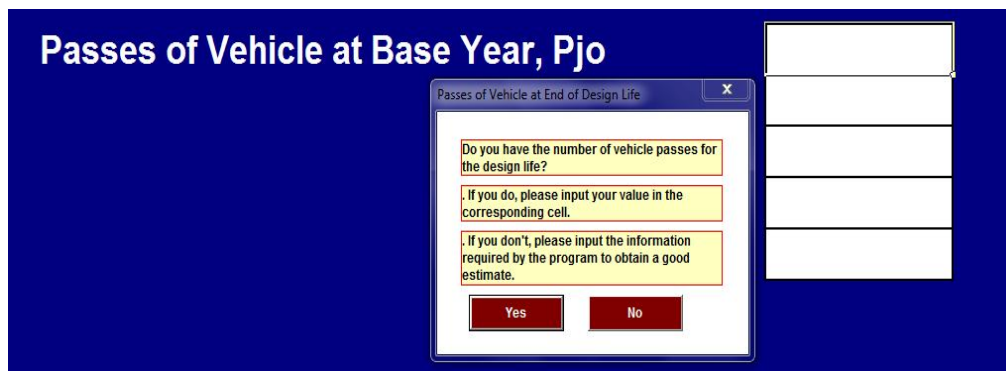 Passes of Vehicle at Base Year, Pjo
Passes of Vehicle at End of Design Life
x
Do you have the number of vehicle passes for
the design life?
. If you do, please input your value in the
corresponding cell.
. If you don't, please input the information
required by the program to obtain a good
estimate.
Yes
No